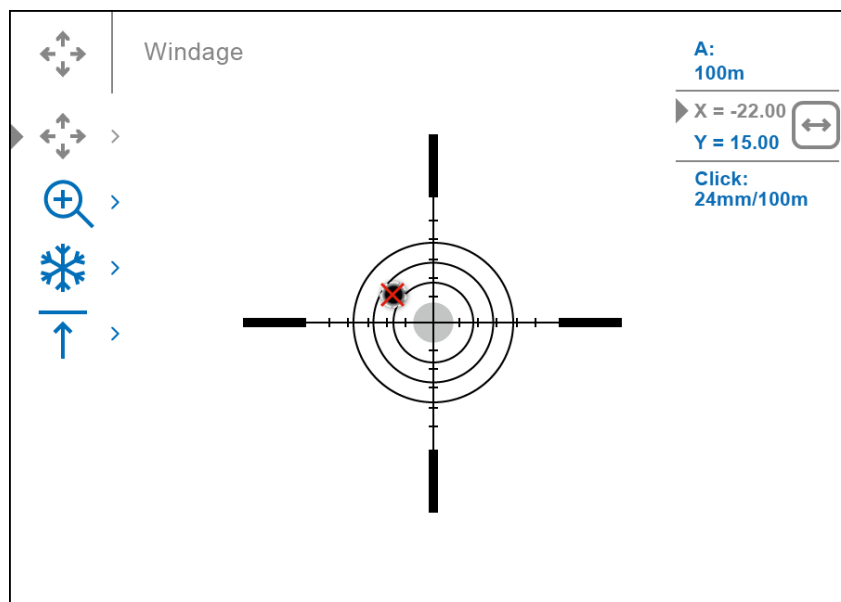 Windage
A:
100m
X = -22.00
Y = 15.00
Click:
24mm/100m